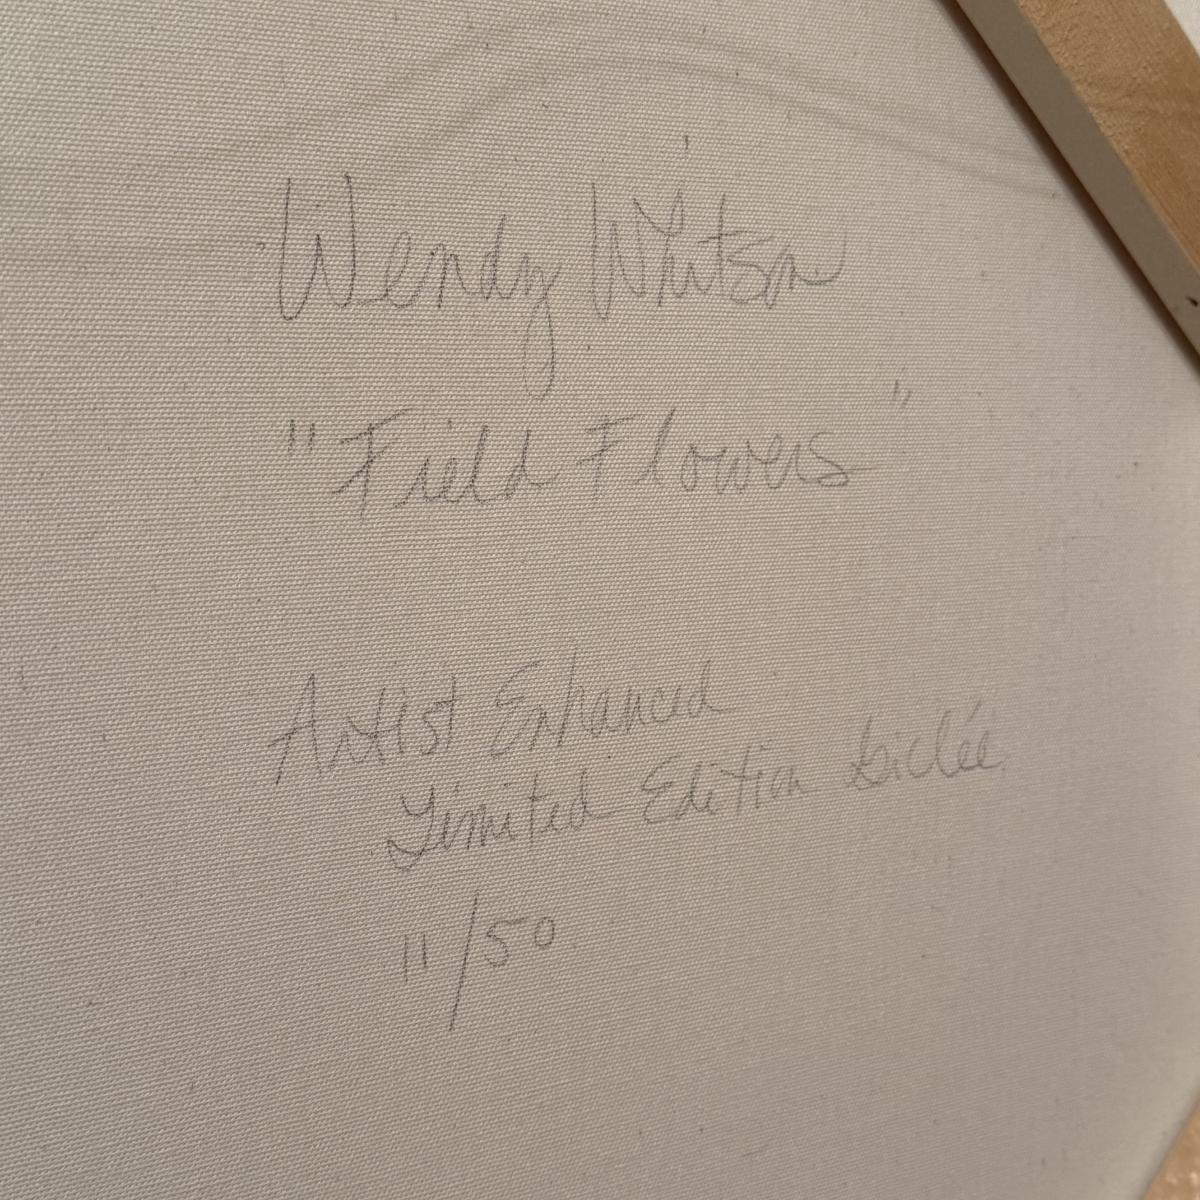 Wendy Whitson
"Field Flowers"
Artist Enhanced
Limited Edition Giclée
11/50